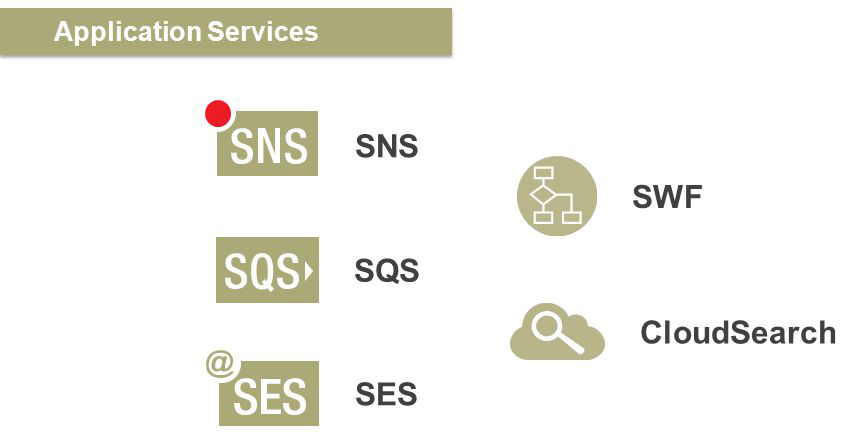 Application Services
SNS
SNS
SQS
SQS
@
SES
SES
SWF
CloudSearch